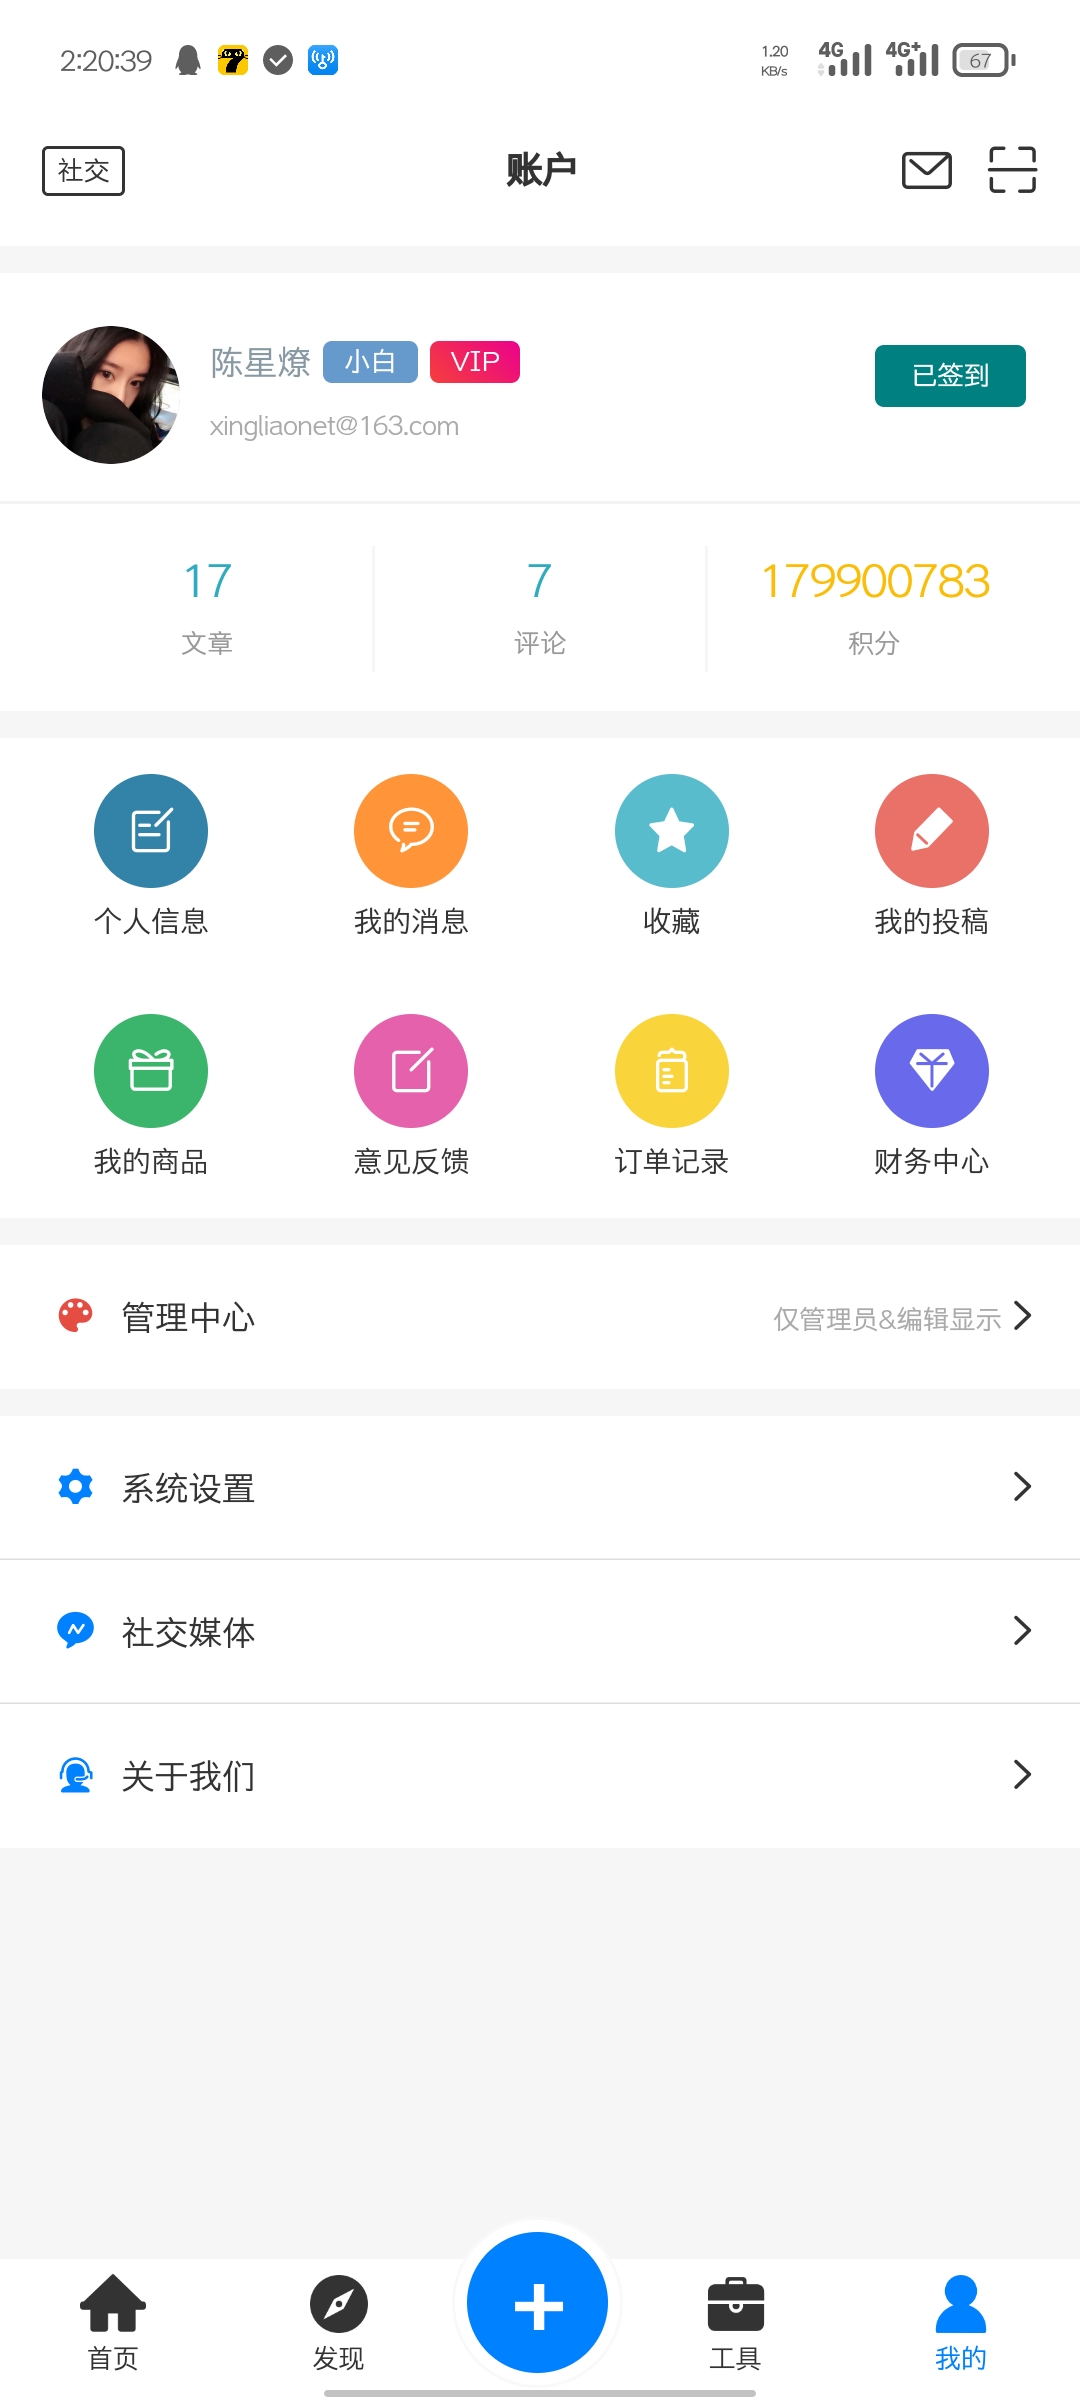 2:20:39
1.20 KB/s 4G 4G+ 67
社交
账户
陈星燎 小白 VIP
已签到
xingliaonet@163.com
17 7 179900783
文章 评论 积分
个人信息 我的消息 收藏 我的投稿
我的商品 意见反馈 订单记录 财务中心
管理中心 仅管理员&编辑显示
系统设置
社交媒体
关于我们
首页 发现 工具 我的